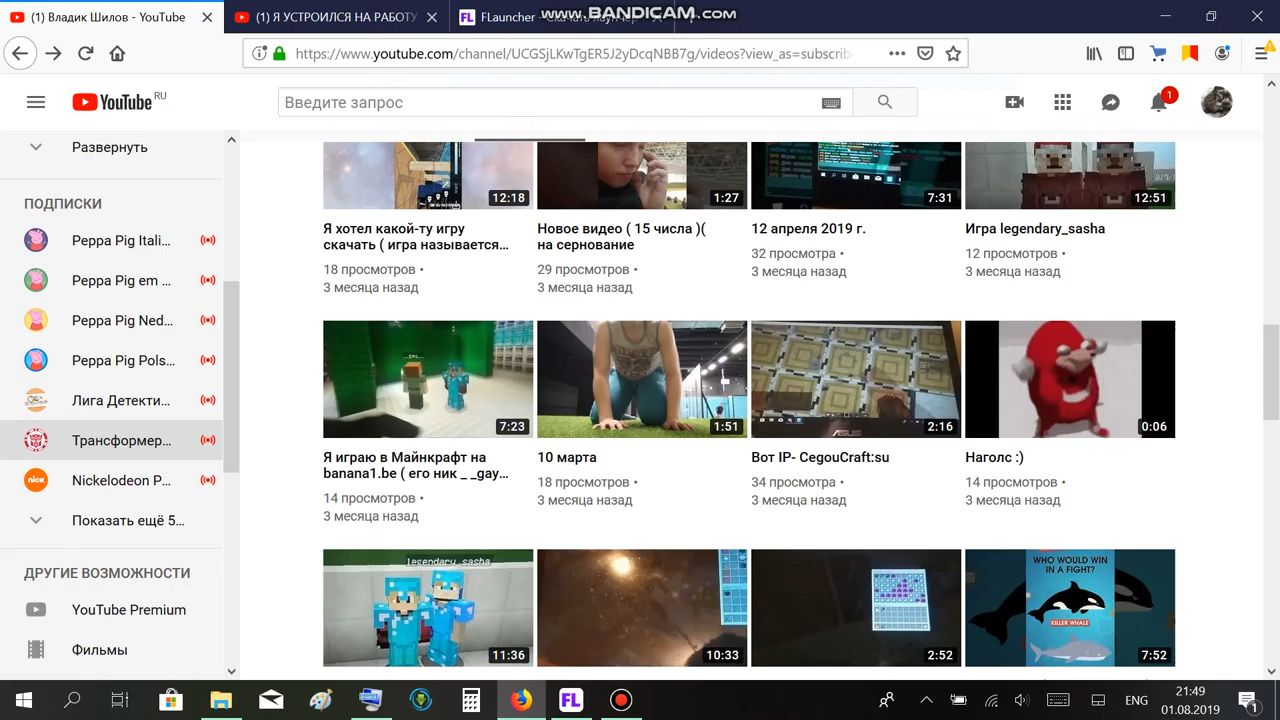 www.BANDICAM.com
(1) Владик Шилов - YouTube
(1) Я УСТРОИЛСЯ НА РАБОТУ
FLauncher
https://www.youtube.com/channel/UCGSjLKwTgER5J2yDcqNBB7g/videos?view_as=subscrib
YouTube RU
Введите запрос
1
Развернуть
ПОДПИСКИ
Peppa Pig Itali...
Peppa Pig em ...
Peppa Pig Ned...
Peppa Pig Pols...
Лига Детекти...
Трансформер...
nick
Nickelodeon P...
Показать ещё 5...
ДРУГИЕ ВОЗМОЖНОСТИ
YouTube Premium
Фильмы
12:18
Я хотел какой-ту игру
скачать ( игра называется...
18 просмотров •
3 месяца назад
1:27
Новое видео ( 15 числа )(
на сернование
29 просмотров •
3 месяца назад
7:31
12 апреля 2019 г.
32 просмотра •
3 месяца назад
12:51
Игра legendary_sasha
12 просмотров •
3 месяца назад
7:23
Я играю в Майнкрафт на
banana1.be ( его ник _ _gay...
14 просмотров •
3 месяца назад
1:51
10 марта
18 просмотров •
3 месяца назад
ASUS
2:16
Вот IP- CegouCraft:su
34 просмотра •
3 месяца назад
0:06
Наголс :)
14 просмотров •
3 месяца назад
legendary_sasha
11:36
10:33
2:52
WHO WOULD WIN
IN A FIGHT?
KILLER WHALE
7:52
FL
ENG
21:49
01.08.2019
1